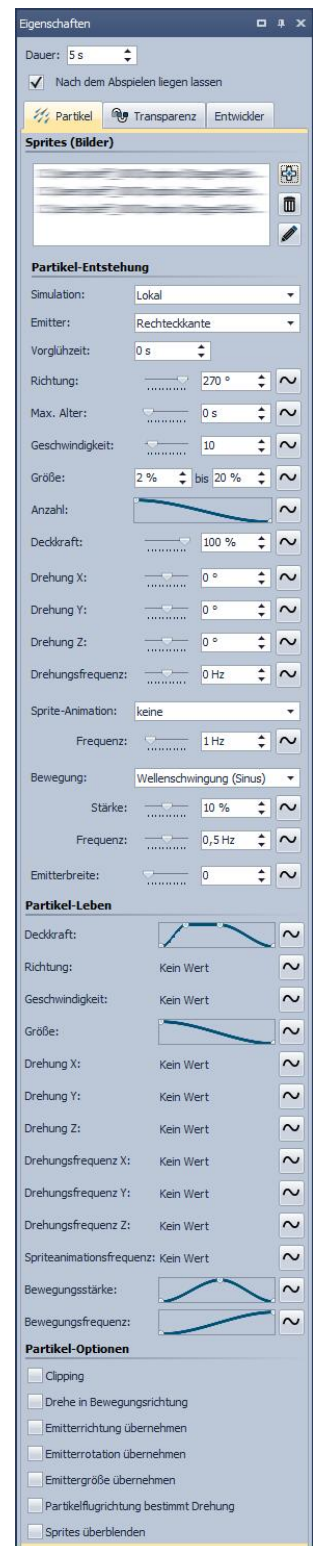 Eigenschaften
Dauer: 5 s
Nach dem Abspielen liegen lassen
Partikel Transparenz Entwickler
Sprites (Bilder)
Partikel-Entstehung
Simulation: Lokal
Emitter: Rechteckkante
Vorglühzeit: 0 s
Richtung: 270 °
Max. Alter: 0 s
Geschwindigkeit: 10
Größe: 2 % bis 20 %
Anzahl:
Deckkraft: 100 %
Drehung X: 0 °
Drehung Y: 0 °
Drehung Z: 0 °
Drehungsfrequenz: 0 Hz
Sprite-Animation: keine
Frequenz: 1 Hz
Bewegung: Wellenschwingung (Sinus)
Stärke: 10 %
Frequenz: 0,5 Hz
Emitterbreite: 0
Partikel-Leben
Deckkraft:
Richtung: Kein Wert
Geschwindigkeit: Kein Wert
Größe:
Drehung X: Kein Wert
Drehung Y: Kein Wert
Drehung Z: Kein Wert
Drehungsfrequenz X: Kein Wert
Drehungsfrequenz Y: Kein Wert
Drehungsfrequenz Z: Kein Wert
Spriteanimationsfrequenz: Kein Wert
Bewegungsstärke:
Bewegungsfrequenz:
Partikel-Optionen
Clipping
Drehe in Bewegungsrichtung
Emitterrichtung übernehmen
Emitterrotation übernehmen
Emittergröße übernehmen
Partikelflugrichtung bestimmt Drehung
Sprites überblenden